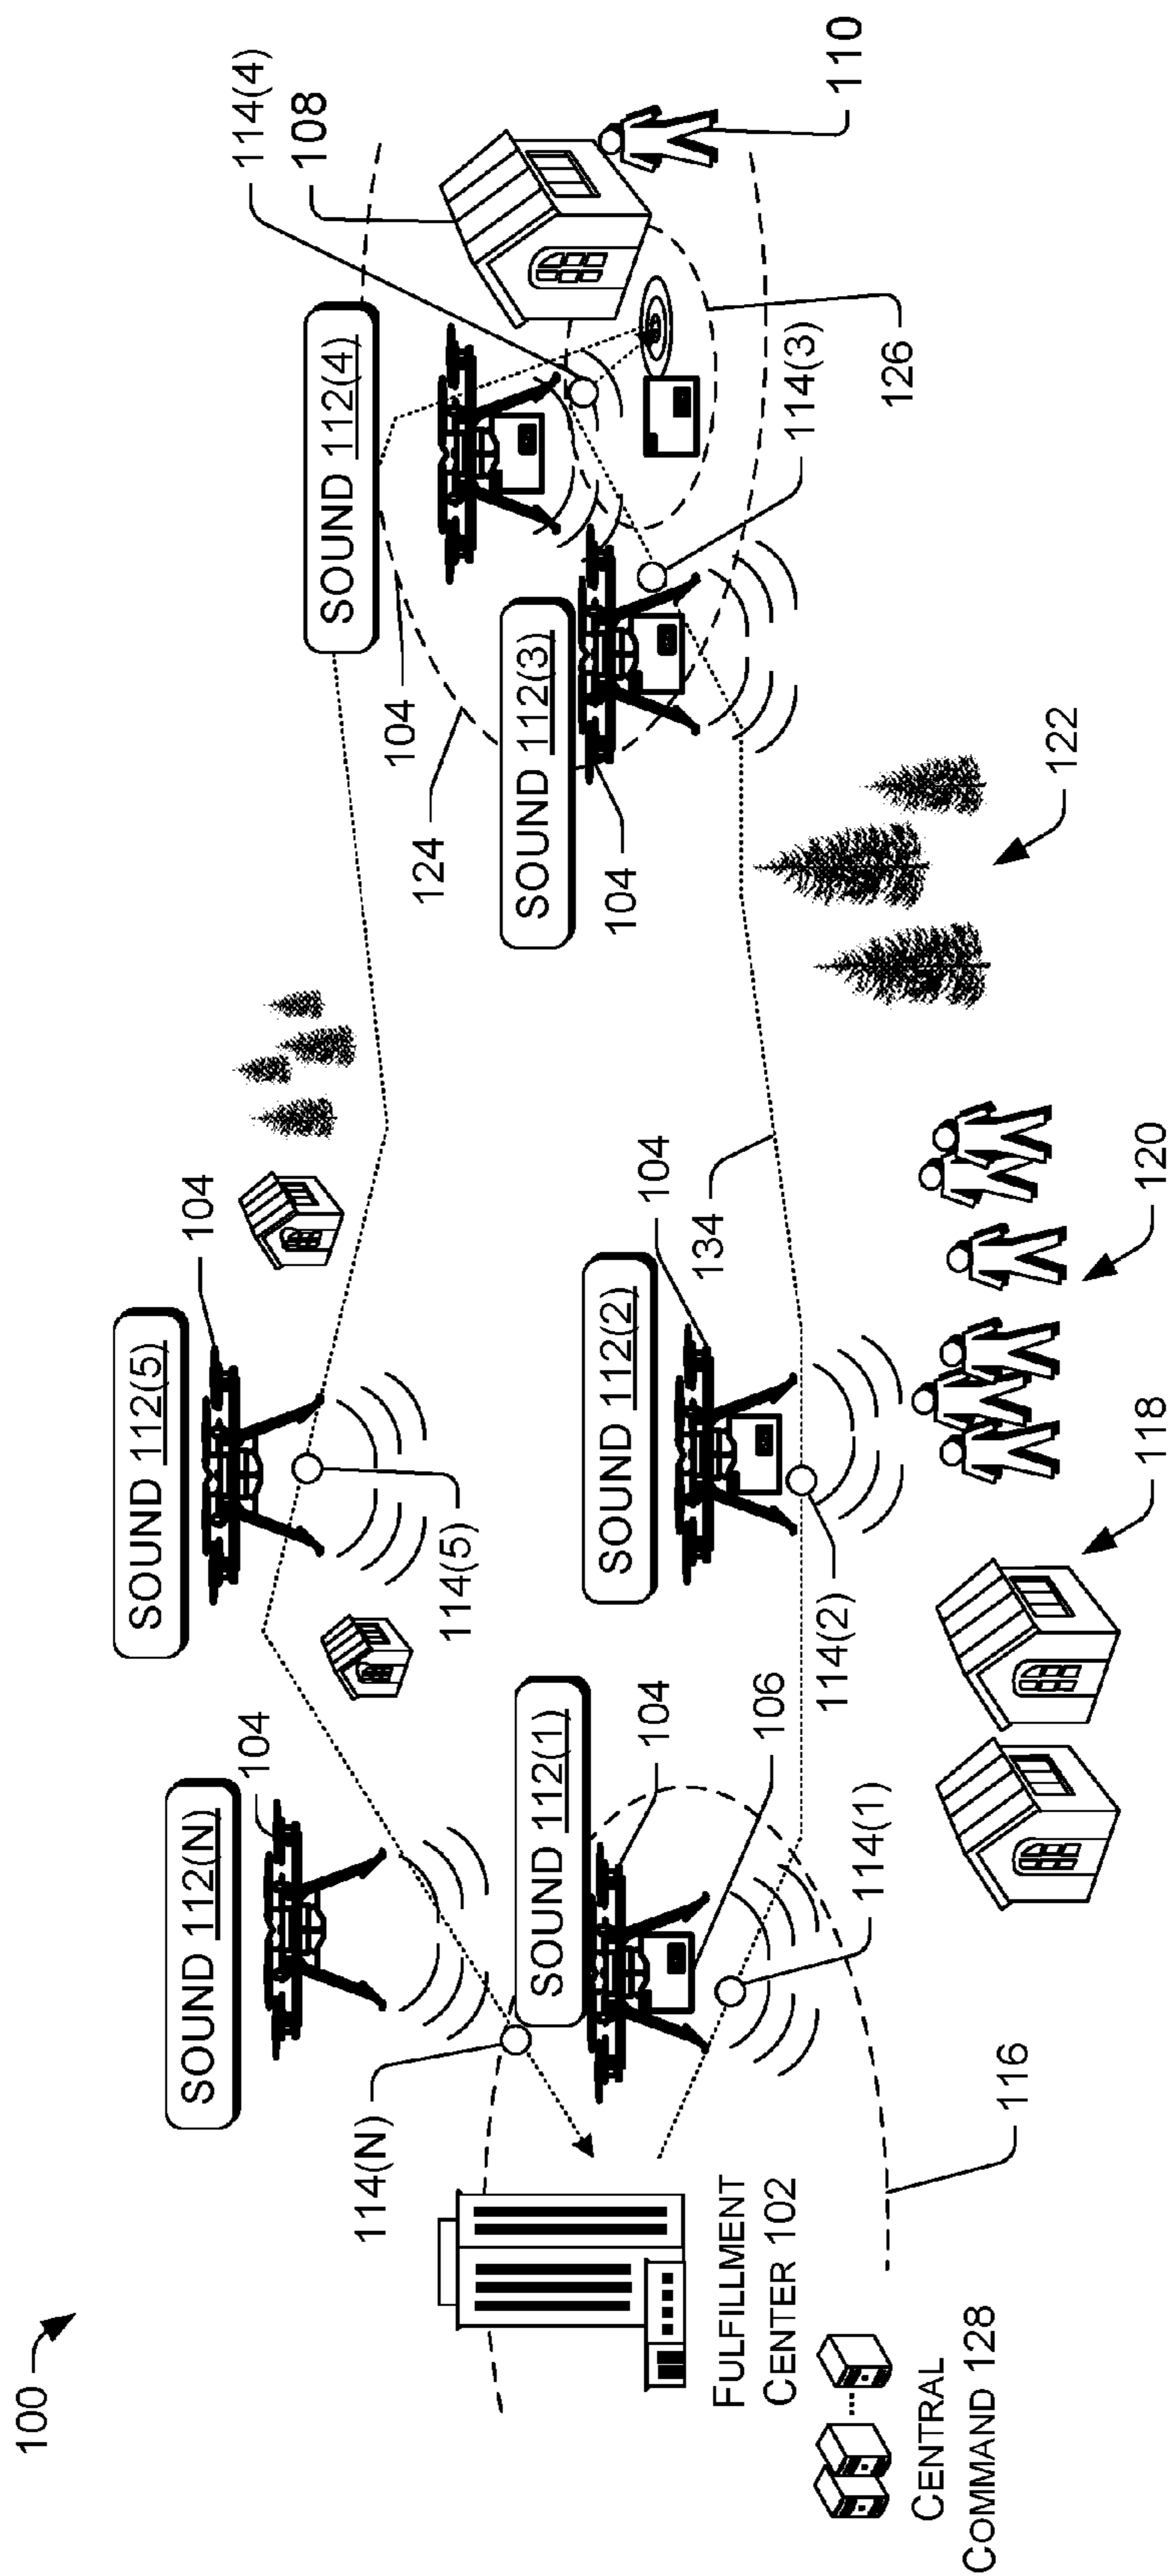 100
SOUND 112(N)
104
SOUND 112(5)
104
114(5)
SOUND 112(4)
104
124
114(4)
108
110
114(N)
SOUND 112(1)
104
106
114(1)
SOUND 112(2)
104
134
114(2)
SOUND 112(3)
104
114(3)
126
FULFILLMENT
CENTER 102
116
118
120
122
CENTRAL
COMMAND 128